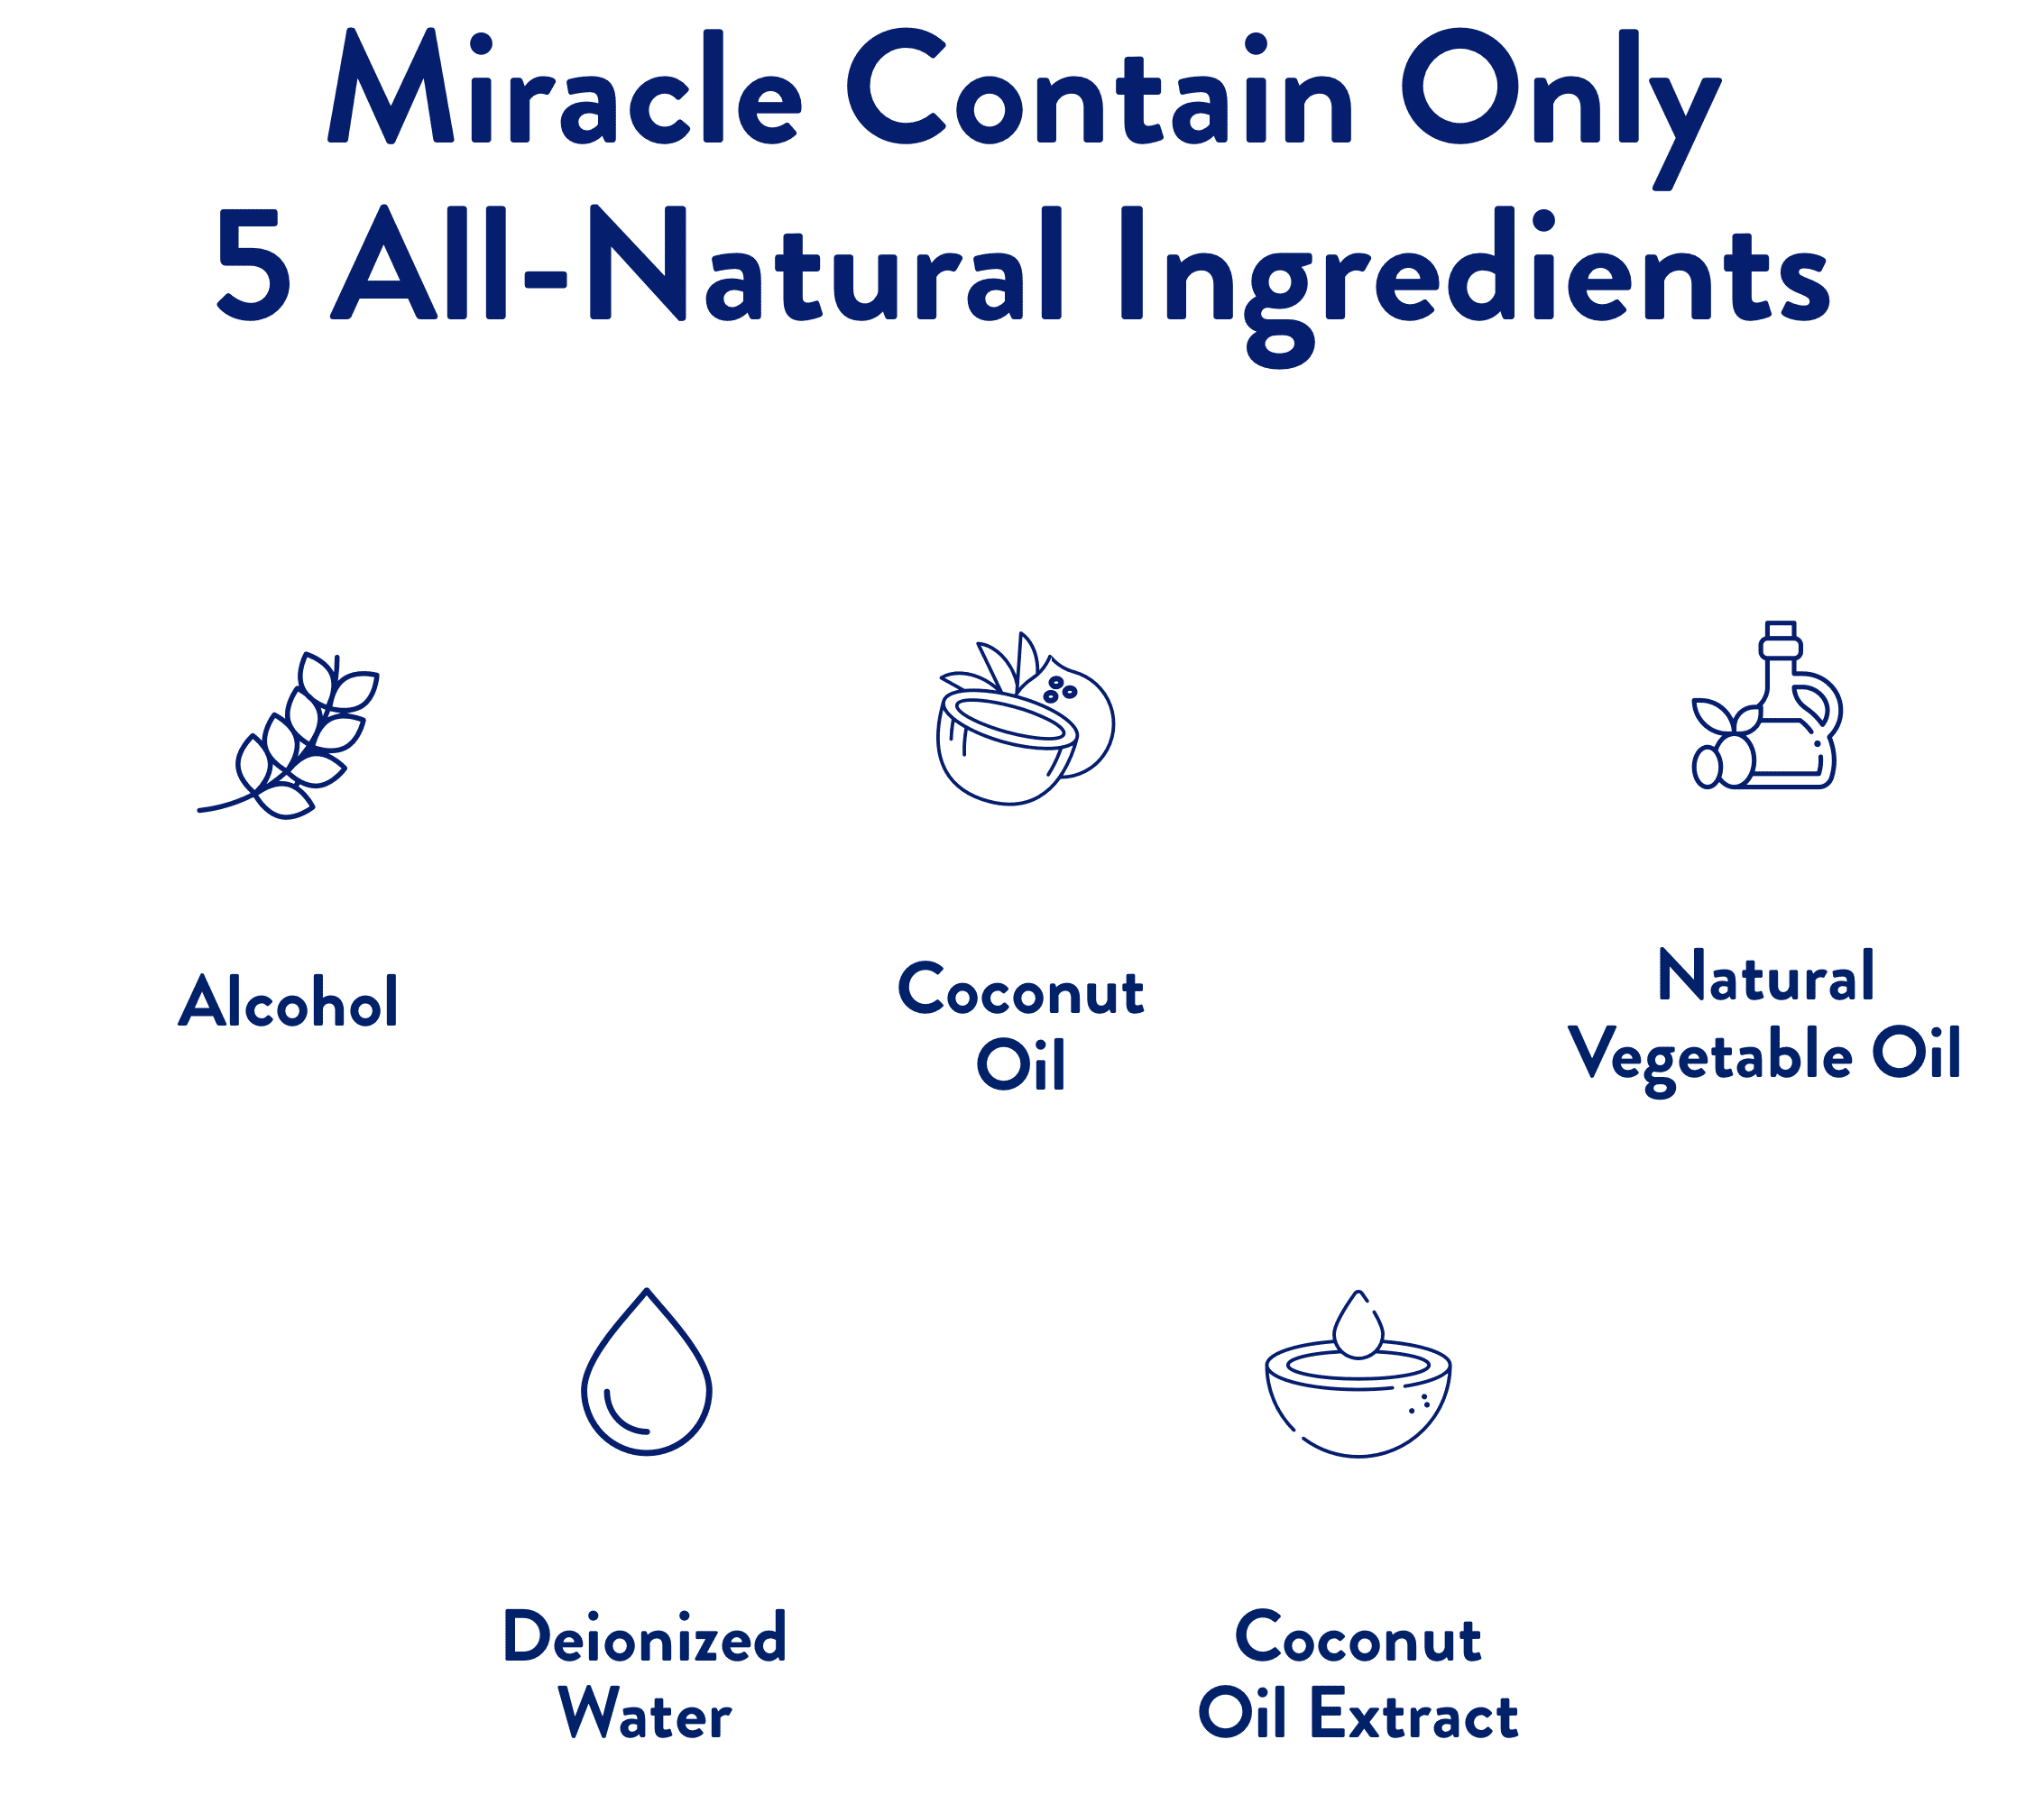 Miracle Contain Only
5 All-Natural Ingredients
Alcohol
Coconut
Oil
Natural
Vegetable Oil
Deionized
Water
Coconut
Oil Extract